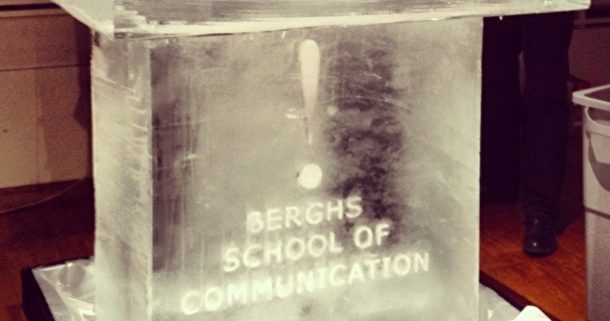 !
BERGHS
SCHOOL OF
COMMUNICATION